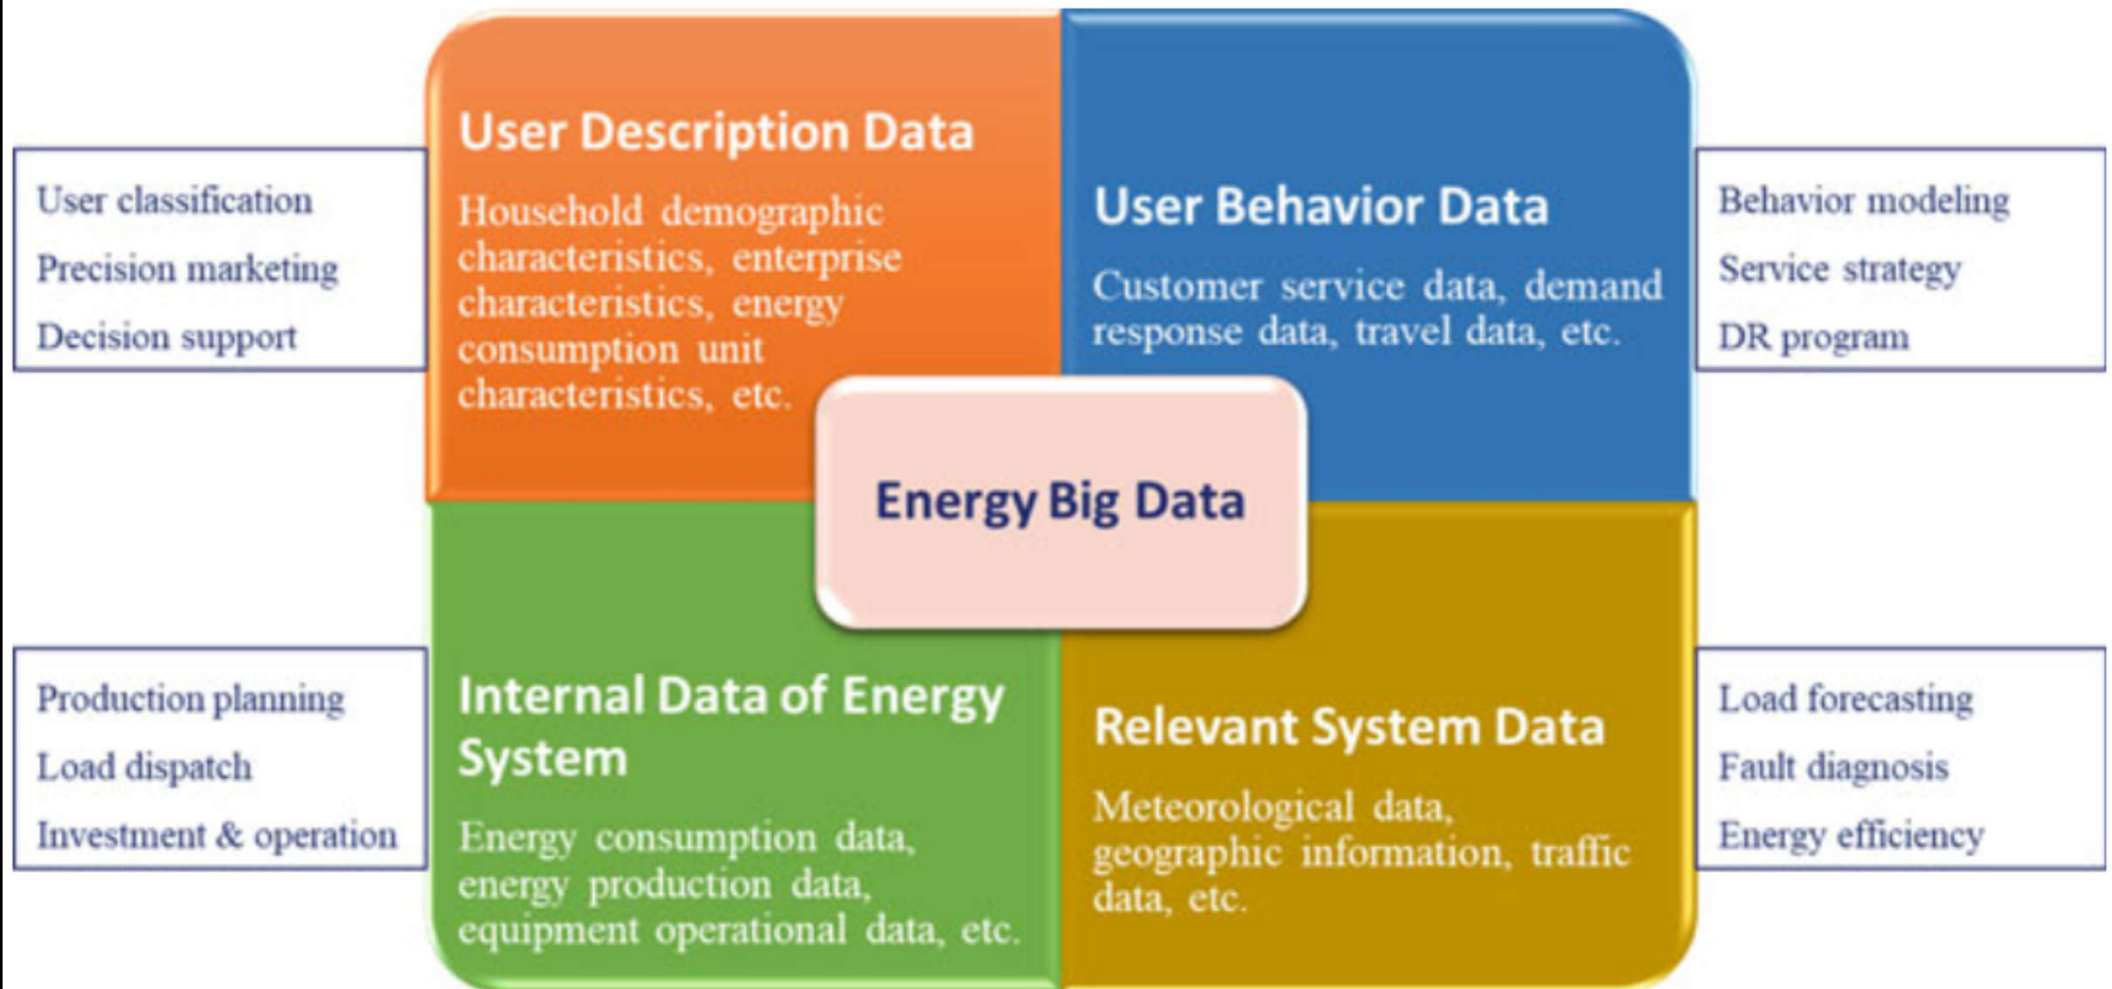 User Description Data
Household demographic
characteristics, enterprise
characteristics, energy
consumption unit
characteristics, etc.
User classification
Precision marketing
Decision support
User Behavior Data
Customer service data, demand
response data, travel data, etc.
Behavior modeling
Service strategy
DR program
Energy Big Data
Internal Data of Energy
System
Energy consumption data,
energy production data,
equipment operational data, etc.
Production planning
Load dispatch
Investment & operation
Relevant System Data
Meteorological data,
geographic information, traffic
data, etc.
Load forecasting
Fault diagnosis
Energy efficiency